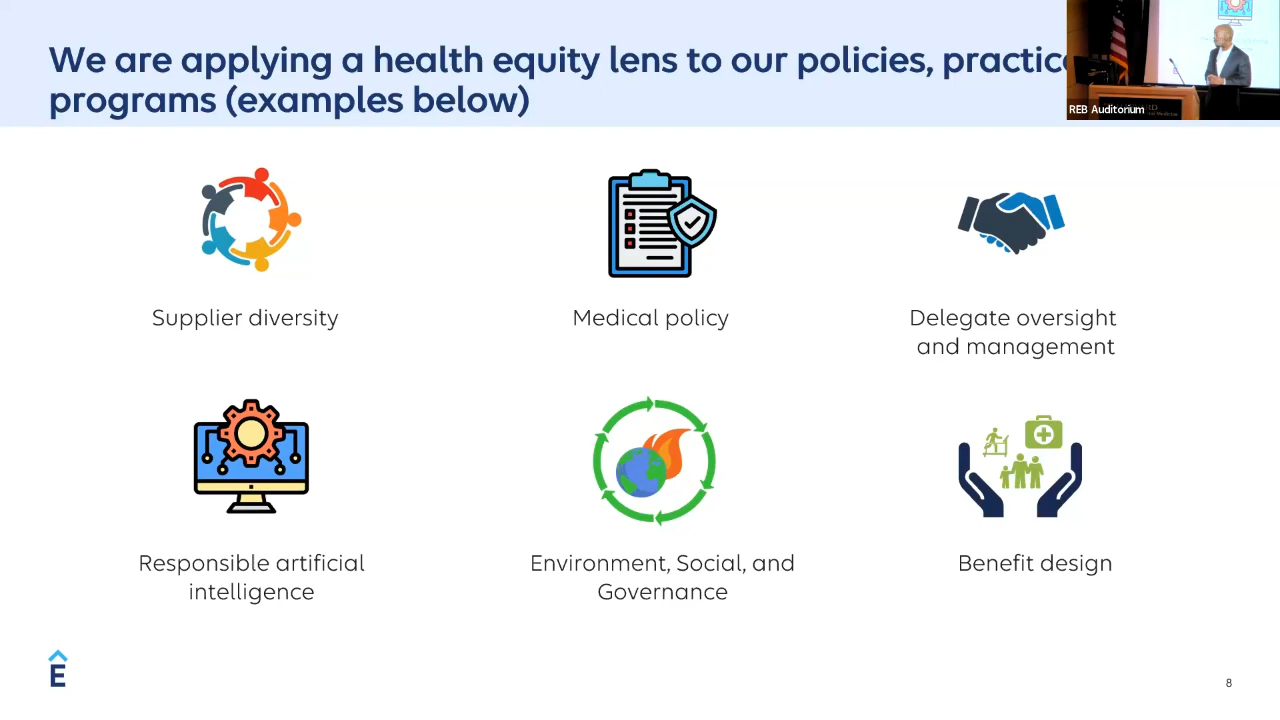 We are applying a health equity lens to our policies, practice
programs (examples below)
REB Auditorium
Supplier diversity
Medical policy
Delegate oversight
and management
Responsible artificial
intelligence
Environment, Social, and
Governance
Benefit design
Ê
8